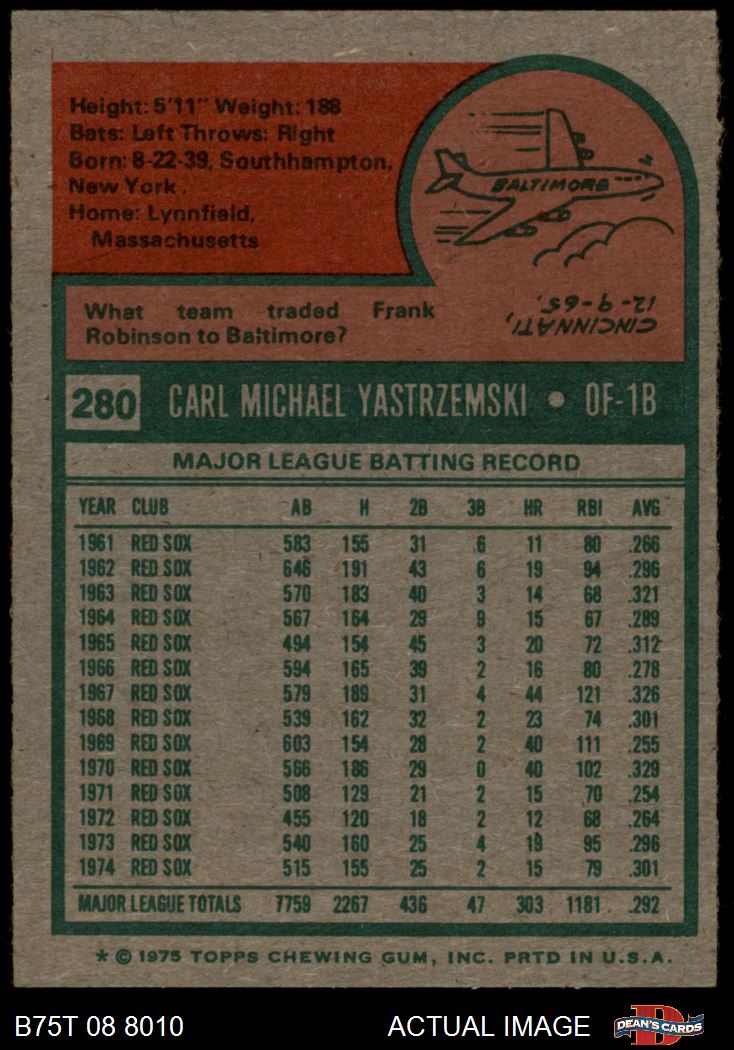 Height: 5'11" Weight: 188
Bats: Left Throws: Right
Born: 8-22-39, Southhampton,
New York.
Home: Lynnfield,
Massachusetts
BALTIMORE
What team traded Frank
Robinson to Baltimore?
CINCINNATI,
12-9-65.
280 CARL MICHAEL YASTRZEMSKI • OF-1B
MAJOR LEAGUE BATTING RECORD
YEAR CLUB AB H 2B 3B HR RBI AVG
1961 RED SOX 583 155 31 6 11 80 .266
1962 RED SOX 646 191 43 6 19 94 .296
1963 RED SOX 570 183 40 3 14 68 .321
1964 RED SOX 567 164 29 9 15 67 .289
1965 RED SOX 494 154 45 3 20 72 .312
1966 RED SOX 594 165 39 2 16 80 .278
1967 RED SOX 579 189 31 4 44 121 .326
1968 RED SOX 539 162 32 2 23 74 .301
1969 RED SOX 603 154 28 2 40 111 .255
1970 RED SOX 566 186 29 0 40 102 .329
1971 RED SOX 508 129 21 2 15 70 .254
1972 RED SOX 455 120 18 2 12 68 .264
1973 RED SOX 540 160 25 4 19 95 .296
1974 RED SOX 515 155 25 2 15 79 .301
MAJOR LEAGUE TOTALS 7759 2267 436 47 303 1181 .292
* © 1975 TOPPS CHEWING GUM, INC. PRTD IN U.S.A.
B75T 08 8010 ACTUAL IMAGE DEAN'S CARDS